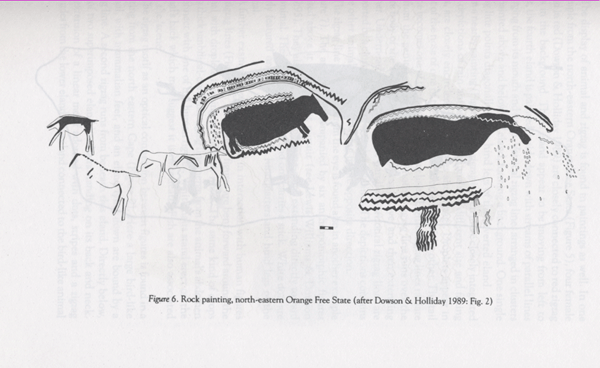 Figure 6. Rock painting, north-eastern Orange Free State (after Dowson & Holliday 1989: Fig. 2)